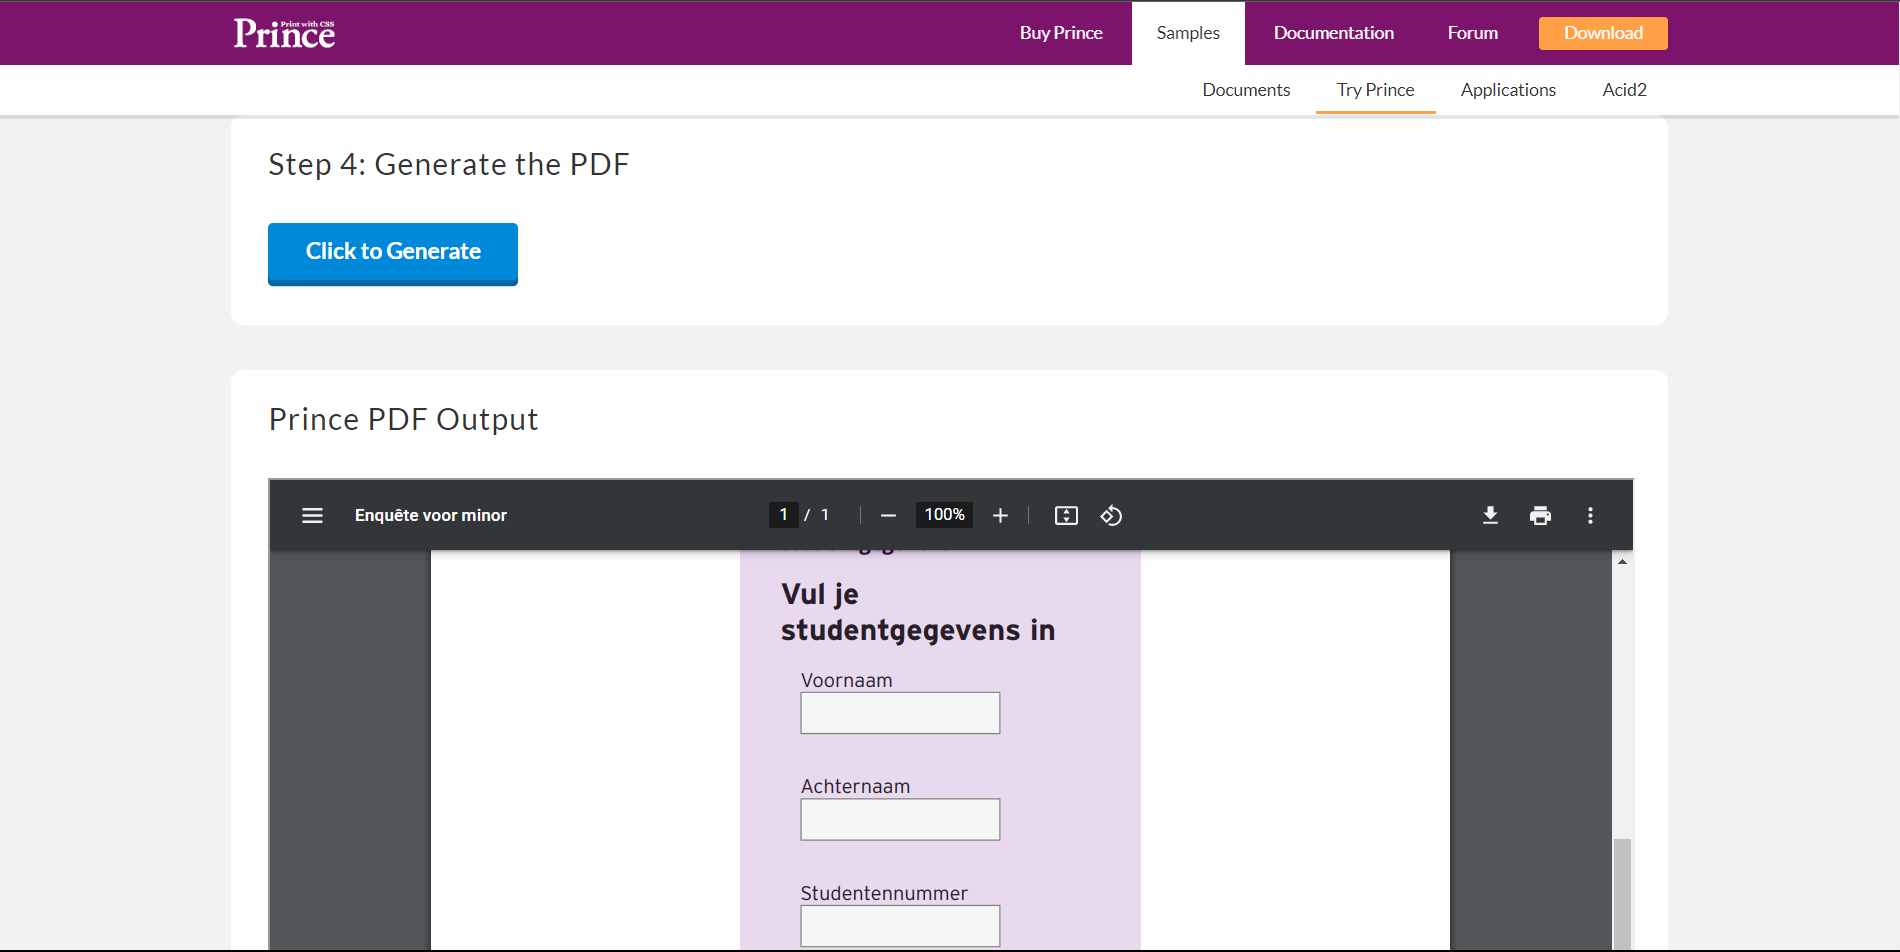 Print with CSS
Prince
Buy Prince
Samples
Documentation
Forum
Download
Documents
Try Prince
Applications
Acid2
Step 4: Generate the PDF
Click to Generate
Prince PDF Output
Enquête voor minor
1 / 1
100%
Vul je
studentgegevens in
Voornaam
Achternaam
Studentennummer